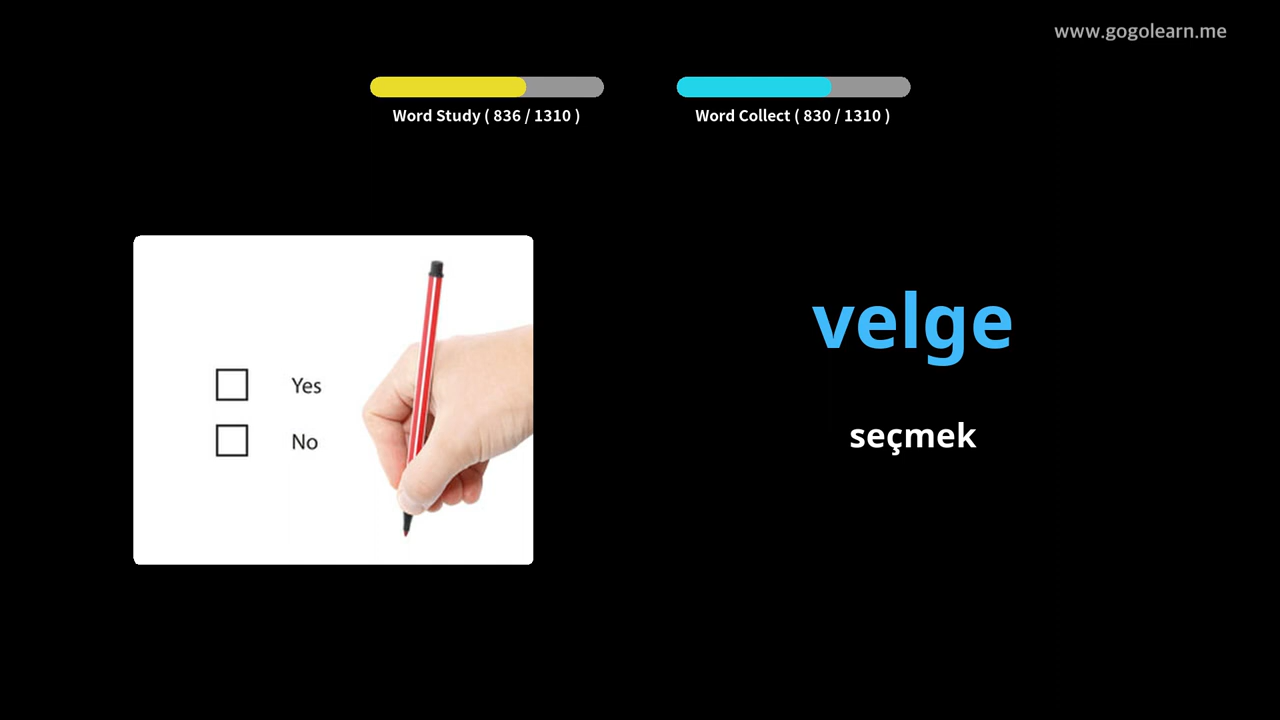 www.gogolearn.me
Word Study ( 836 / 1310 )
Word Collect ( 830 / 1310 )
Yes
No
velge
seçmek